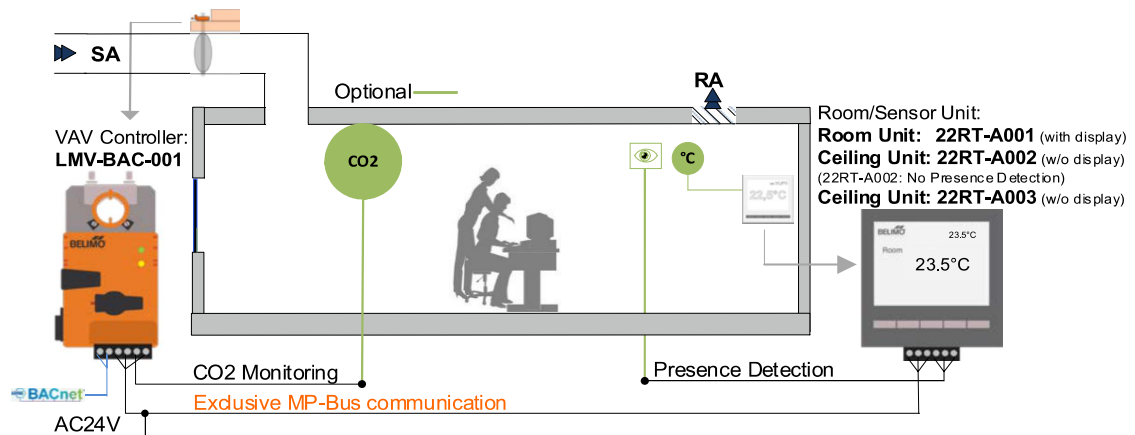 SA
Optional
RA
VAV Controller:
LMV-BAC-001
CO2
°C
22,5°C
Room/Sensor Unit:
Room Unit: 22RT-A001 (with display)
Ceiling Unit: 22RT-A002 (w/o display)
(22RT-A002: No Presence Detection)
Ceiling Unit: 22RT-A003 (w/o display)
BELIMO
BELIMO
23.5°C
Room
23.5°C
CO2 Monitoring
Presence Detection
BACnet
Exclusive MP-Bus communication
AC24V